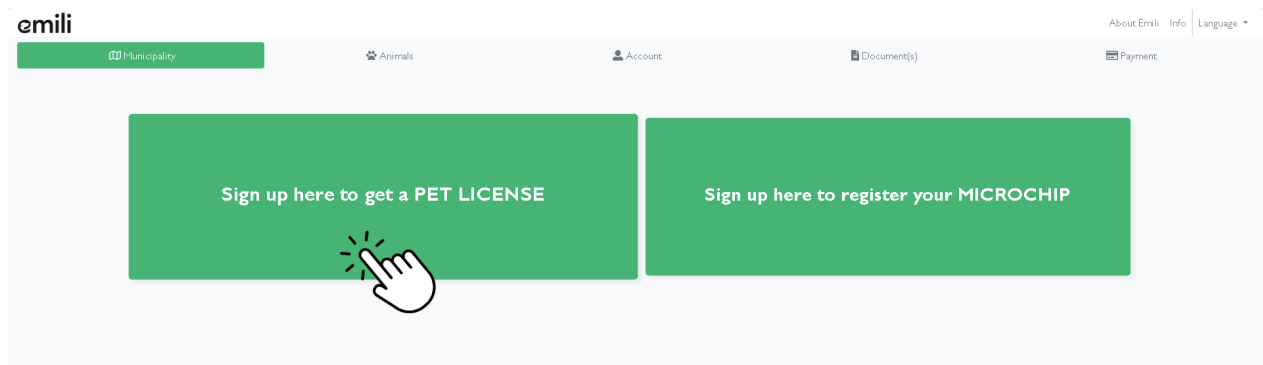 emili
About Emili Info Language
Municipality Animals Account Document(s) Payment
Sign up here to get a PET LICENSE
Sign up here to register your MICROCHIP